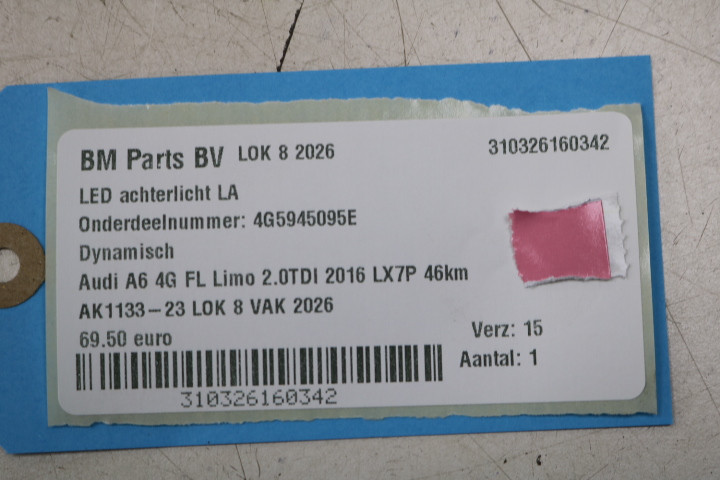 BM Parts BV LOK 8 2026 310326160342
LED achterlicht LA
Onderdeelnummer: 4G5945095E
Dynamisch
Audi A6 4G FL Limo 2.0TDI 2016 LX7P 46km
AK1133-23 LOK 8 VAK 2026
69.50 euro Verz: 15
Aantal: 1
310326160342